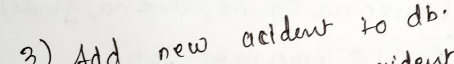 3) Add new acident to db.